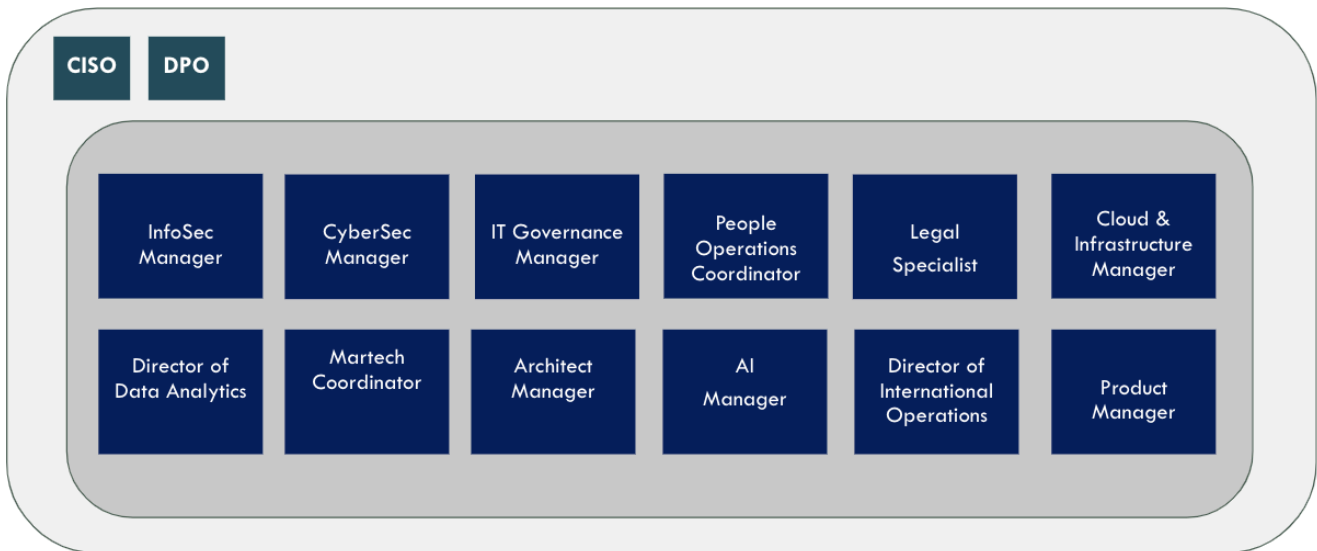 CISO
DPO
InfoSec
Manager
CyberSec
Manager
IT Governance
Manager
People
Operations
Coordinator
Legal
Specialist
Cloud &
Infrastructure
Manager
Director of
Data Analytics
Martech
Coordinator
Architect
Manager
AI
Manager
Director of
International
Operations
Product
Manager